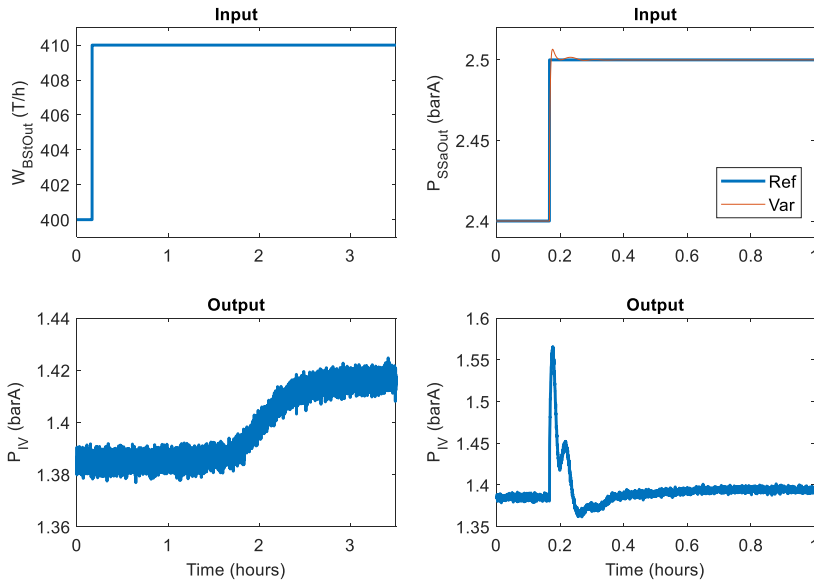 Input
W_BStOut (T/h)
410
408
406
404
402
400
0 1 2 3
Input
P_SSaOut (barA)
2.5
2.45
2.4
Ref
Var
0 0.2 0.4 0.6 0.8 1
Output
P_IV (barA)
1.44
1.42
1.4
1.38
1.36
0 1 2 3
Time (hours)
Output
P_IV (barA)
1.6
1.55
1.5
1.45
1.4
1.35
0 0.2 0.4 0.6 0.8 1
Time (hours)